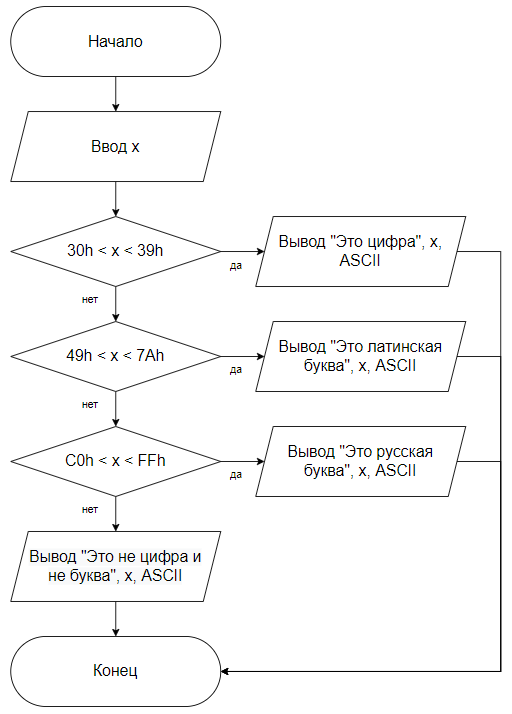 Начало
Ввод x
30h < x < 39h
да
Вывод "Это цифра", x,
ASCII
нет
49h < x < 7Ah
да
Вывод "Это латинская
буква", x, ASCII
нет
C0h < x < FFh
да
Вывод "Это русская
буква", x, ASCII
нет
Вывод "Это не цифра и
не буква", x, ASCII
Конец